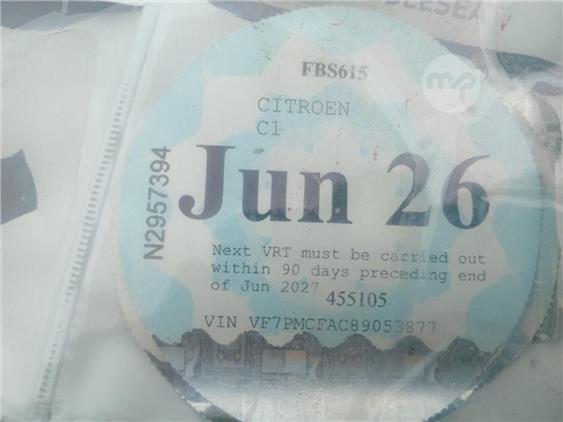 FBS615
mp
CITROEN
C1
Jun 26
N2957394
Next VRT must be carried out
within 90 days preceding end
of Jun 2027
455105
VIN VF7PMCFAC89053877